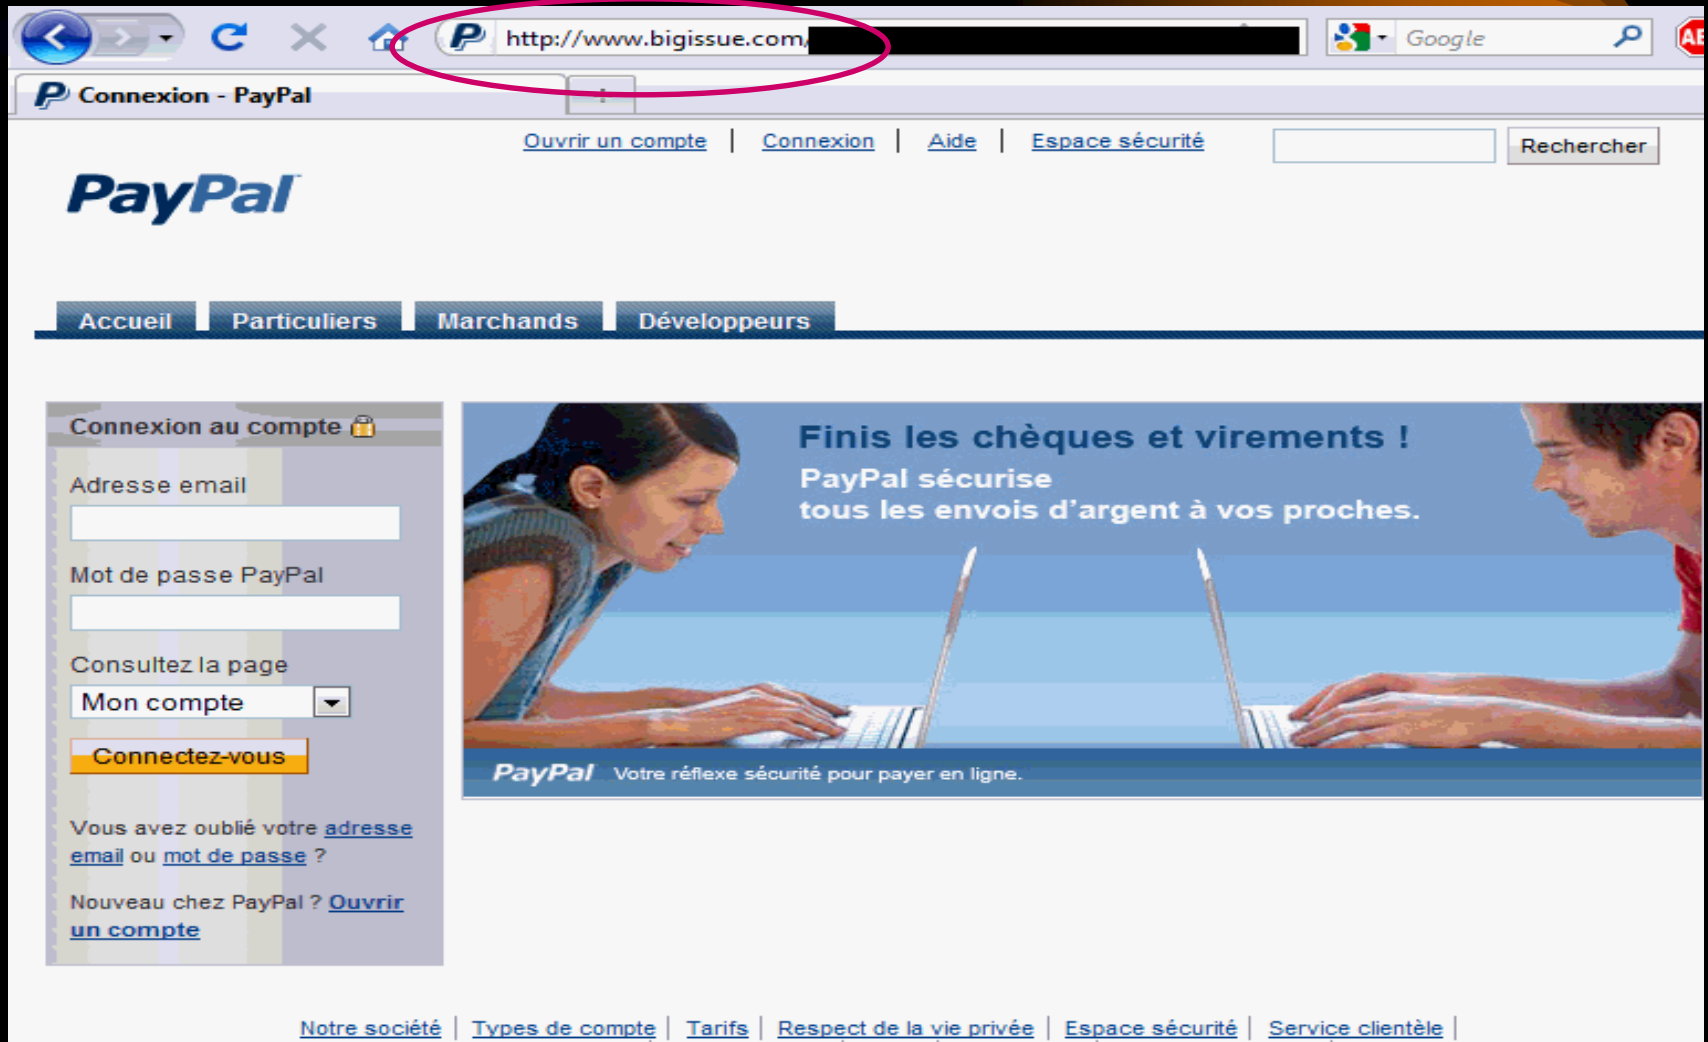 http://www.bigissue.com/
Google
Connexion - PayPal
Ouvrir un compte | Connexion | Aide | Espace sécurité
Rechercher
PayPal
Accueil Particuliers Marchands Développeurs
Connexion au compte
Finis les chèques et virements !
PayPal sécurise
tous les envois d'argent à vos proches.
Adresse email
Mot de passe PayPal
Consultez la page
Mon compte
Connectez-vous
PayPal Votre réflexe sécurité pour payer en ligne.
Vous avez oublié votre adresse
email ou mot de passe ?
Nouveau chez PayPal ? Ouvrir
un compte
Notre société | Types de compte | Tarifs | Respect de la vie privée | Espace sécurité | Service clientèle |